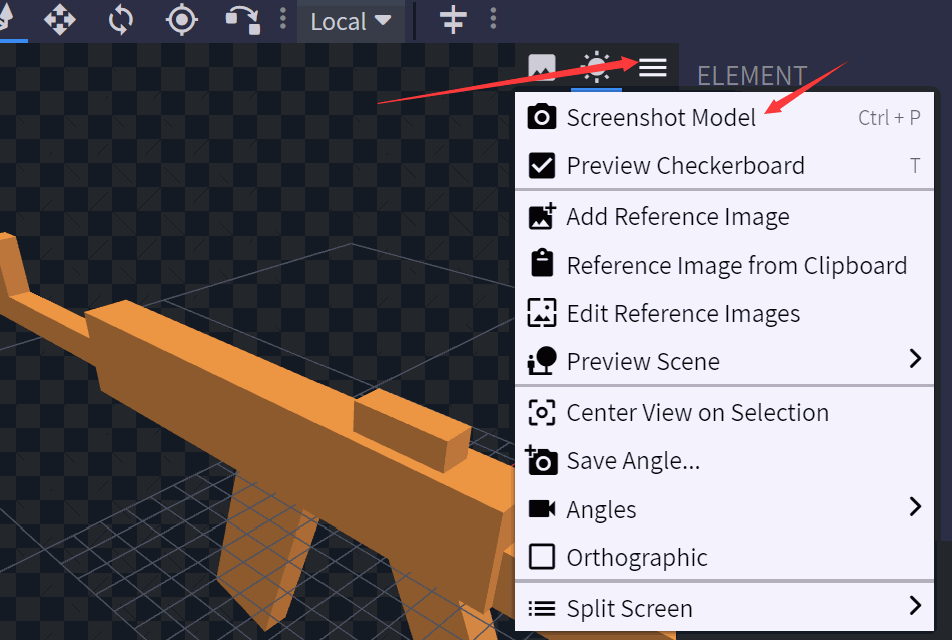 Local
ELEMENT
Screenshot Model Ctrl + P
Preview Checkerboard T
Add Reference Image
Reference Image from Clipboard
Edit Reference Images
Preview Scene
Center View on Selection
Save Angle...
Angles
Orthographic
Split Screen